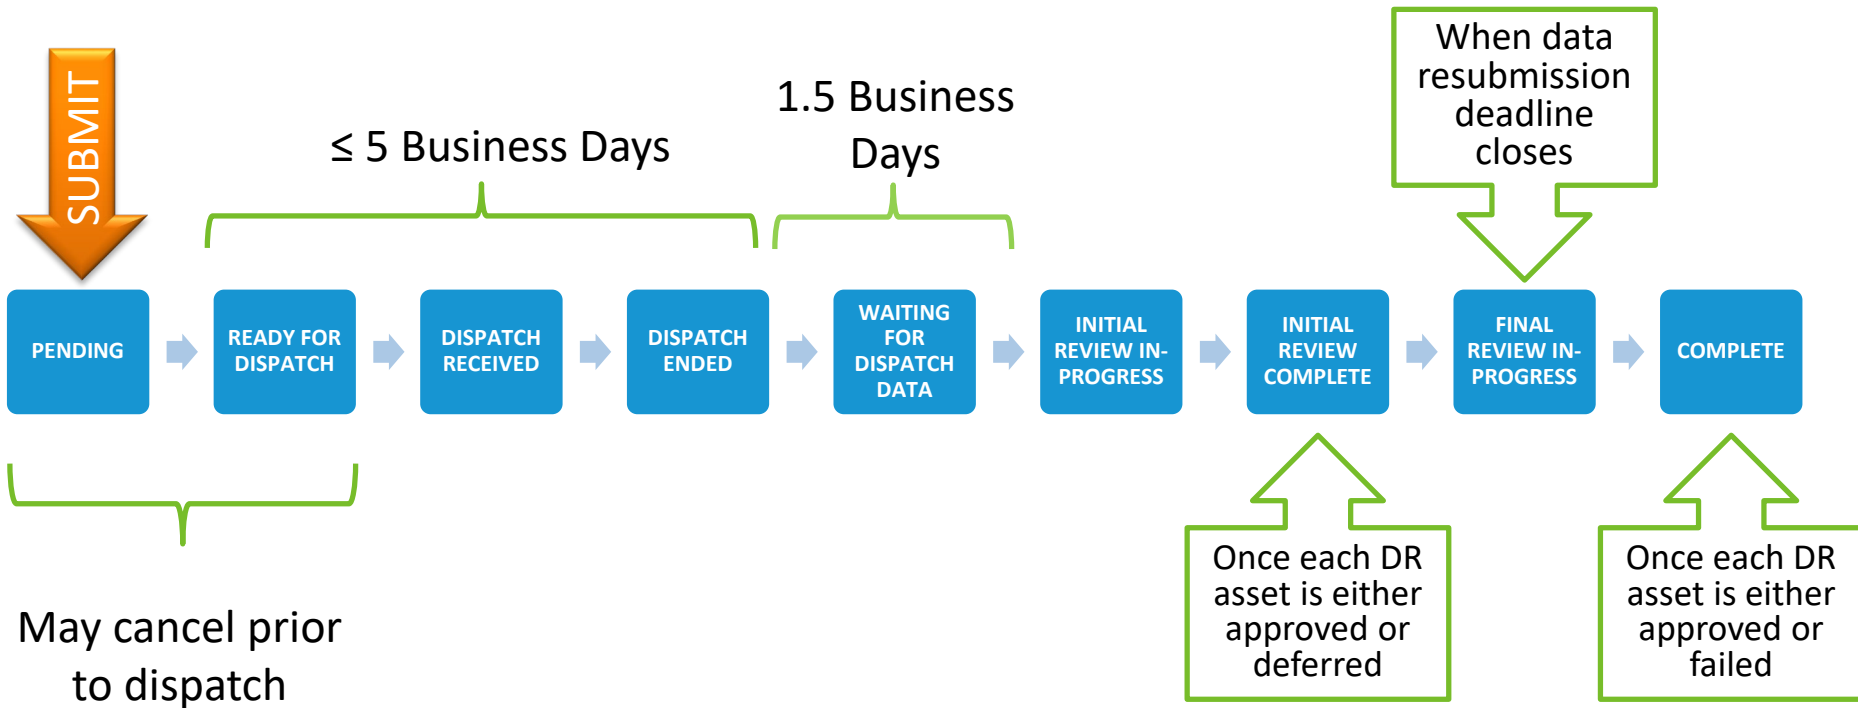 SUBMIT
≤ 5 Business Days
1.5 Business
Days
When data
resubmission
deadline
closes
PENDING
READY FOR
DISPATCH
DISPATCH
RECEIVED
DISPATCH
ENDED
WAITING
FOR
DISPATCH
DATA
INITIAL
REVIEW IN-
PROGRESS
INITIAL
REVIEW
COMPLETE
FINAL
REVIEW IN-
PROGRESS
COMPLETE
May cancel prior
to dispatch
Once each DR
asset is either
approved or
deferred
Once each DR
asset is either
approved or
failed